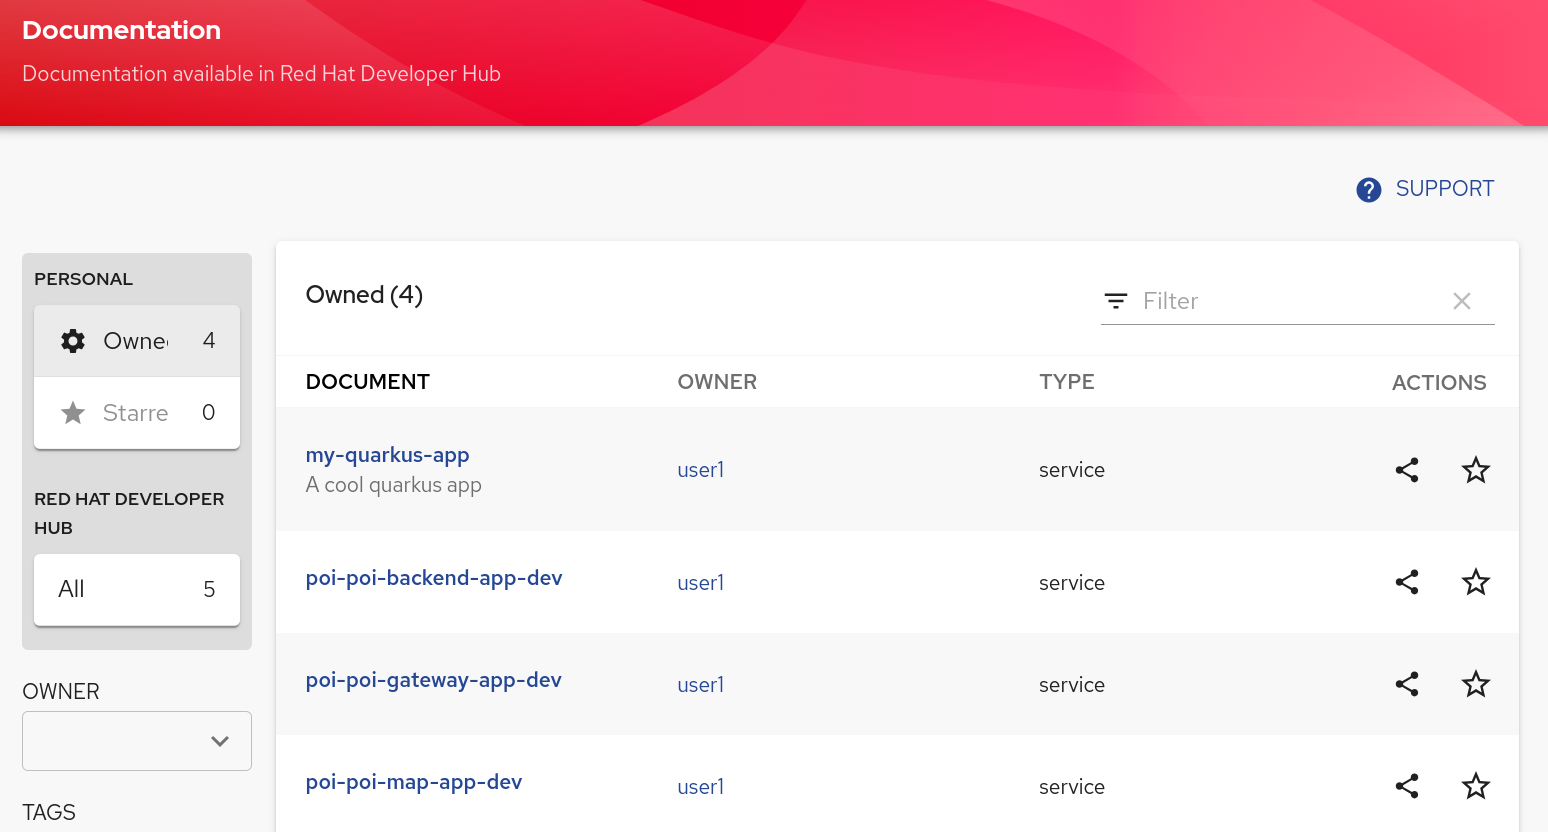 Documentation
Documentation available in Red Hat Developer Hub
SUPPORT
PERSONAL
Owne
4
Starre
0
RED HAT DEVELOPER
HUB
All
5
OWNER
TAGS
Owned (4)
Filter
DOCUMENT OWNER TYPE ACTIONS
my-quarkus-app
A cool quarkus app
user1 service
poi-poi-backend-app-dev user1 service
poi-poi-gateway-app-dev user1 service
poi-poi-map-app-dev user1 service